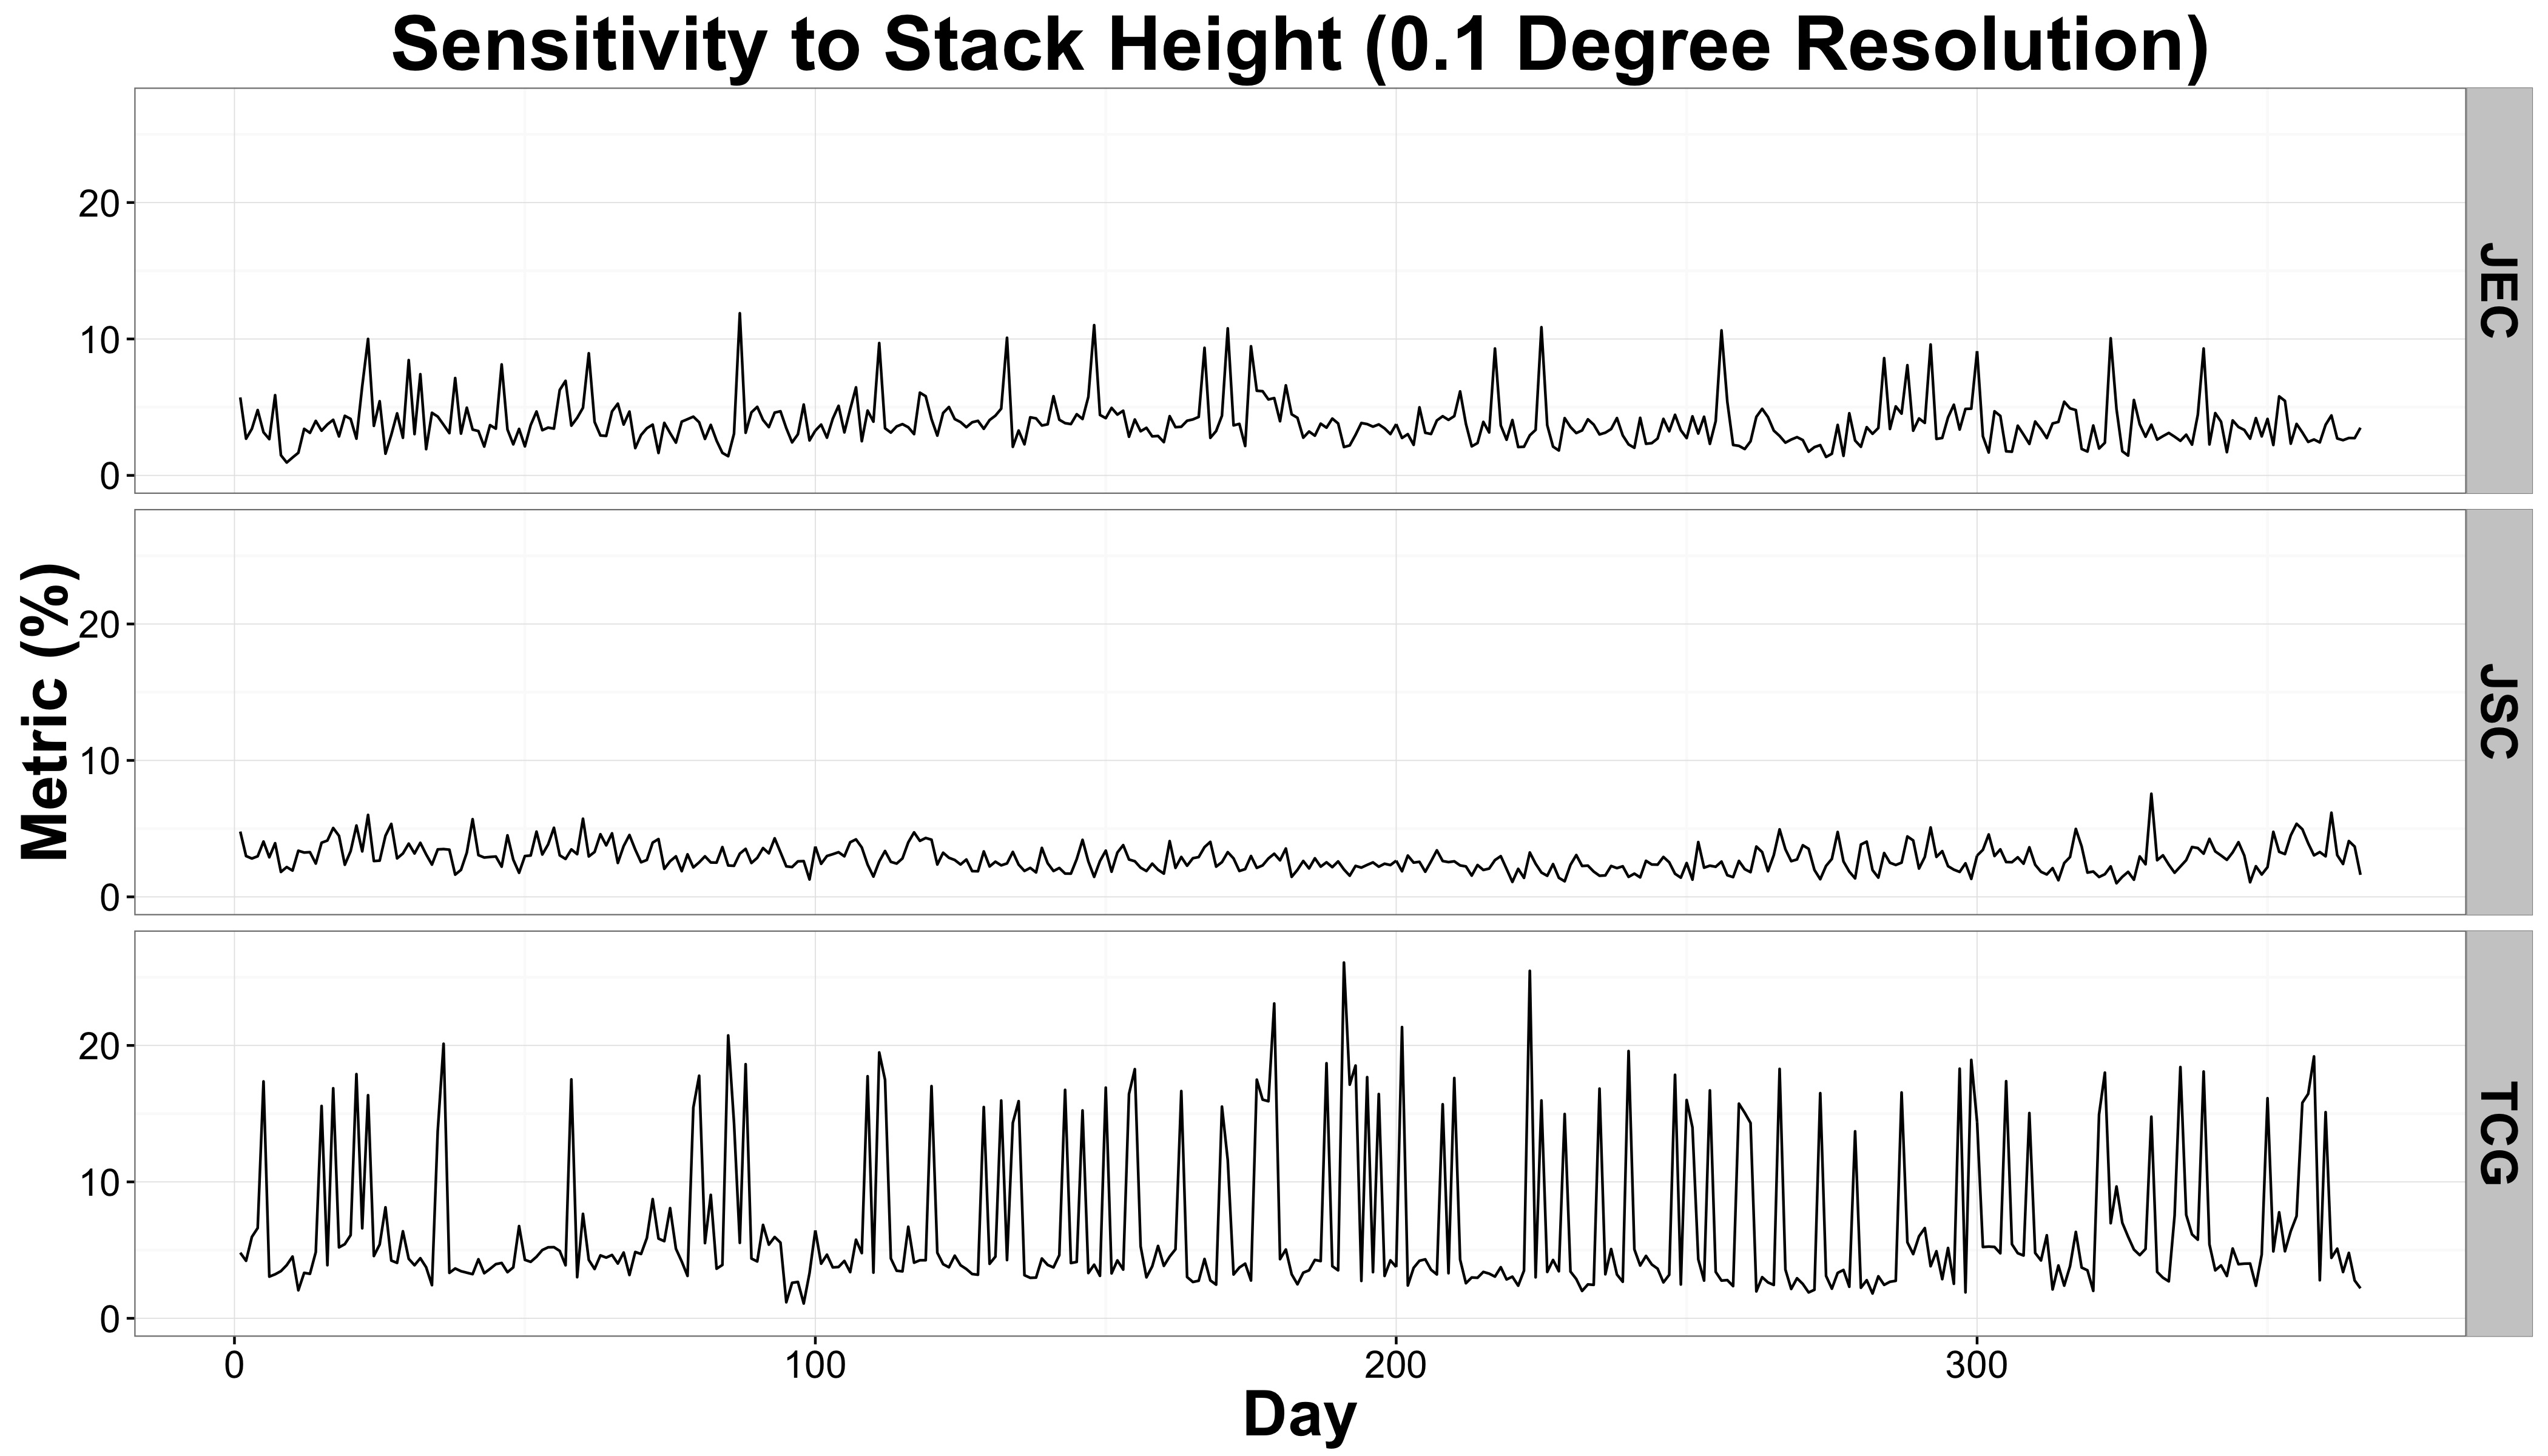 Sensitivity to Stack Height (0.1 Degree Resolution)
Metric (%)
20
10
0
JEC
20
10
0
JSC
20
10
0
TCG
0 100 200 300
Day